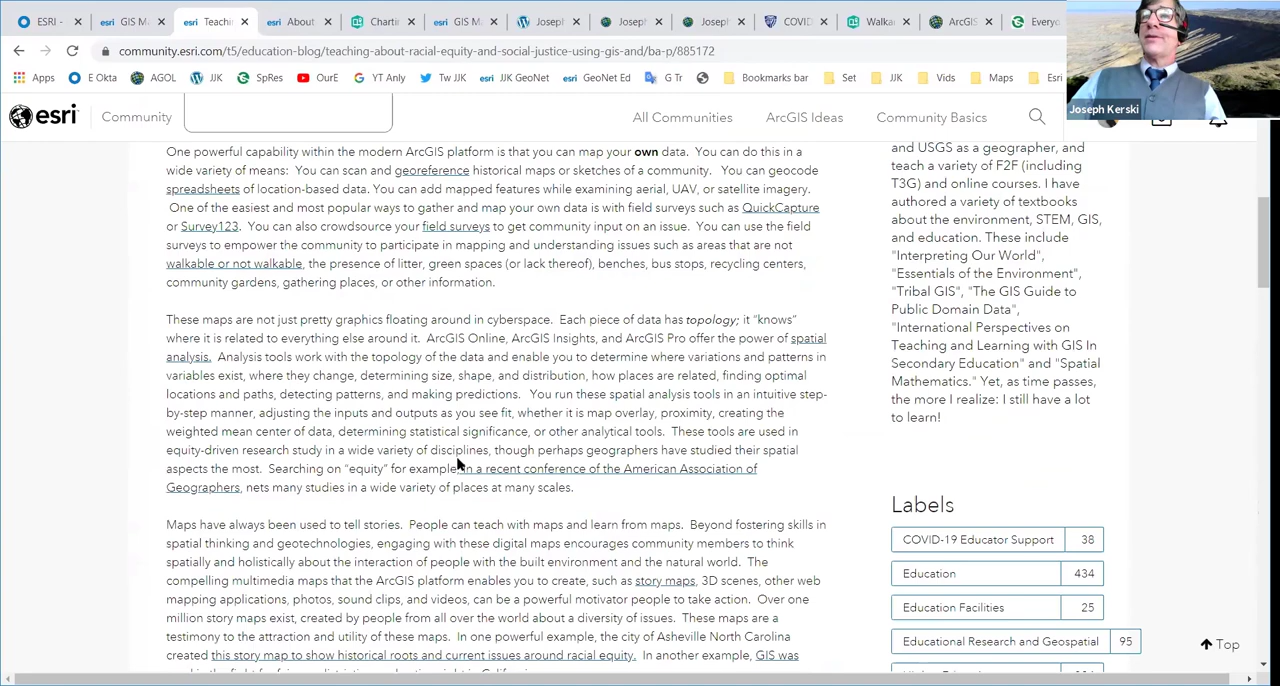 ESRI -
esri GIS M
esri Teachi
esri About
Chartin
esri GIS M
Joseph
Joseph
Joseph
COVID
Walka
ArcGIS
Everyo
community.esri.com/t5/education-blog/teaching-about-racial-equity-and-social-justice-using-gis-and/ba-p/885172
Apps E Okta AGOL JJK SpRes OurE YT Anly Tw JJK esri JJK GeoNet esri GeoNet Ed G Tr Bookmarks bar Set JJK Vids Maps Esri
Joseph Kerski
esri Community All Communities ArcGIS Ideas Community Basics
One powerful capability within the modern ArcGIS platform is that you can map your own data. You can do this in a
wide variety of means: You can scan and georeference historical maps or sketches of a community. You can geocode
spreadsheets of location-based data. You can add mapped features while examining aerial, UAV, or satellite imagery.
One of the easiest and most popular ways to gather and map your own data is with field surveys such as QuickCapture
or Survey123. You can also crowdsource your field surveys to get community input on an issue. You can use the field
surveys to empower the community to participate in mapping and understanding issues such as areas that are not
walkable or not walkable, the presence of litter, green spaces (or lack thereof), benches, bus stops, recycling centers,
community gardens, gathering places, or other information.
These maps are not just pretty graphics floating around in cyberspace. Each piece of data has topology; it “knows”
where it is related to everything else around it. ArcGIS Online, ArcGIS Insights, and ArcGIS Pro offer the power of spatial
analysis. Analysis tools work with the topology of the data and enable you to determine where variations and patterns in
variables exist, where they change, determining size, shape, and distribution, how places are related, finding optimal
locations and paths, detecting patterns, and making predictions. You run these spatial analysis tools in an intuitive step-
by-step manner, adjusting the inputs and outputs as you see fit, whether it is map overlay, proximity, creating the
weighted mean center of data, determining statistical significance, or other analytical tools. These tools are used in
equity-driven research study in a wide variety of disciplines, though perhaps geographers have studied their spatial
aspects the most. Searching on “equity” for example, in a recent conference of the American Association of
Geographers, nets many studies in a wide variety of places at many scales.
Maps have always been used to tell stories. People can teach with maps and learn from maps. Beyond fostering skills in
spatial thinking and geotechnologies, engaging with these digital maps encourages community members to think
spatially and holistically about the interaction of people with the built environment and the natural world. The
compelling multimedia maps that the ArcGIS platform enables you to create, such as story maps, 3D scenes, other web
mapping applications, photos, sound clips, and videos, can be a powerful motivator people to take action. Over one
million story maps exist, created by people from all over the world about a diversity of issues. These maps are a
testimony to the attraction and utility of these maps. In one powerful example, the city of Asheville North Carolina
created this story map to show historical roots and current issues around racial equity. In another example, GIS was
and USGS as a geographer, and
teach a variety of F2F (including
T3G) and online courses. I have
authored a variety of textbooks
about the environment, STEM, GIS,
and education. These include
"Interpreting Our World",
"Essentials of the Environment",
"Tribal GIS", "The GIS Guide to
Public Domain Data",
"International Perspectives on
Teaching and Learning with GIS In
Secondary Education" and "Spatial
Mathematics." Yet, as time passes,
the more I realize: I still have a lot
to learn!
Labels
COVID-19 Educator Support 38
Education 434
Education Facilities 25
Educational Research and Geospatial 95
Top